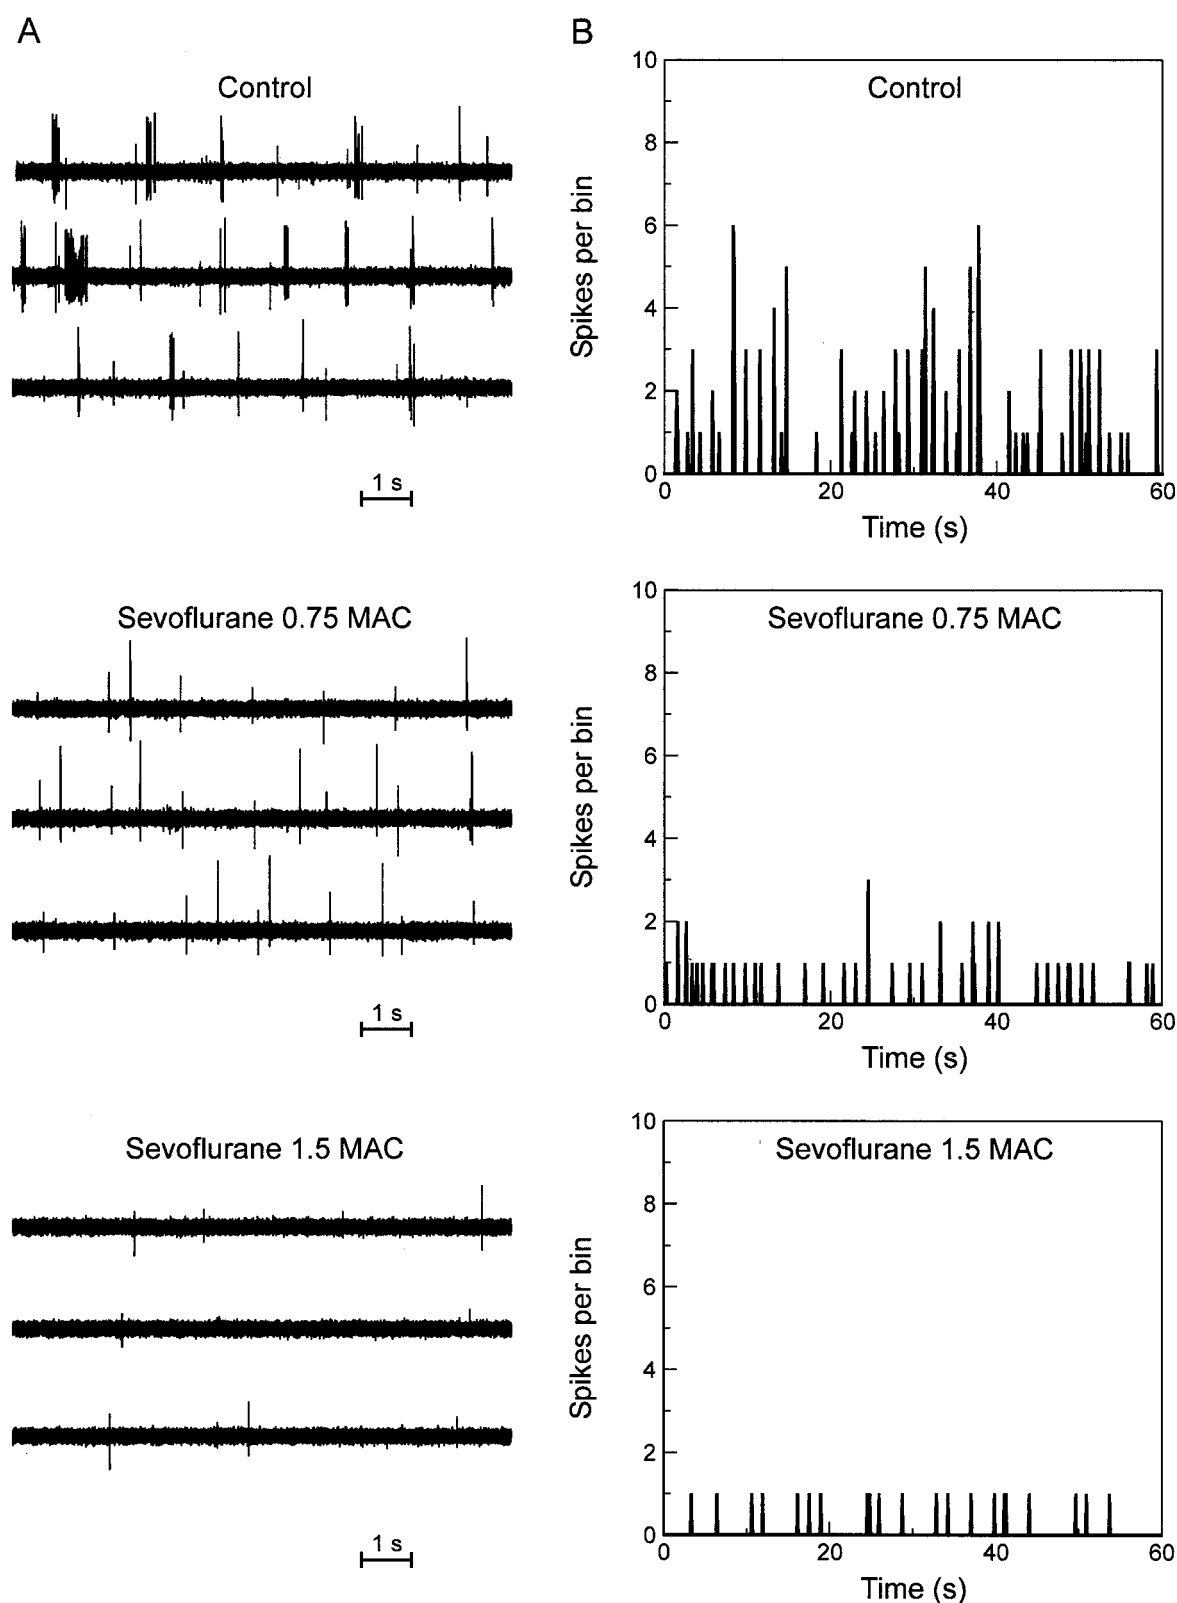 A
Control
1 s
Sevoflurane 0.75 MAC
1 s
Sevoflurane 1.5 MAC
1 s
B
Control
Spikes per bin
10
8
6
4
2
0
0 20 40 60
Time (s)
Sevoflurane 0.75 MAC
Spikes per bin
10
8
6
4
2
0
0 20 40 60
Time (s)
Sevoflurane 1.5 MAC
Spikes per bin
10
8
6
4
2
0
0 20 40 60
Time (s)